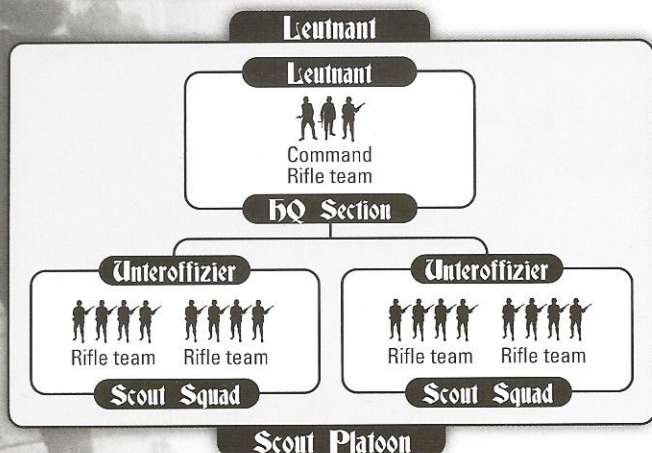 Leutnant
Leutnant
Command
Rifle team
HQ Section
Unteroffizier
Unteroffizier
Rifle team Rifle team
Rifle team Rifle team
Scout Squad
Scout Squad
Scout Platoon